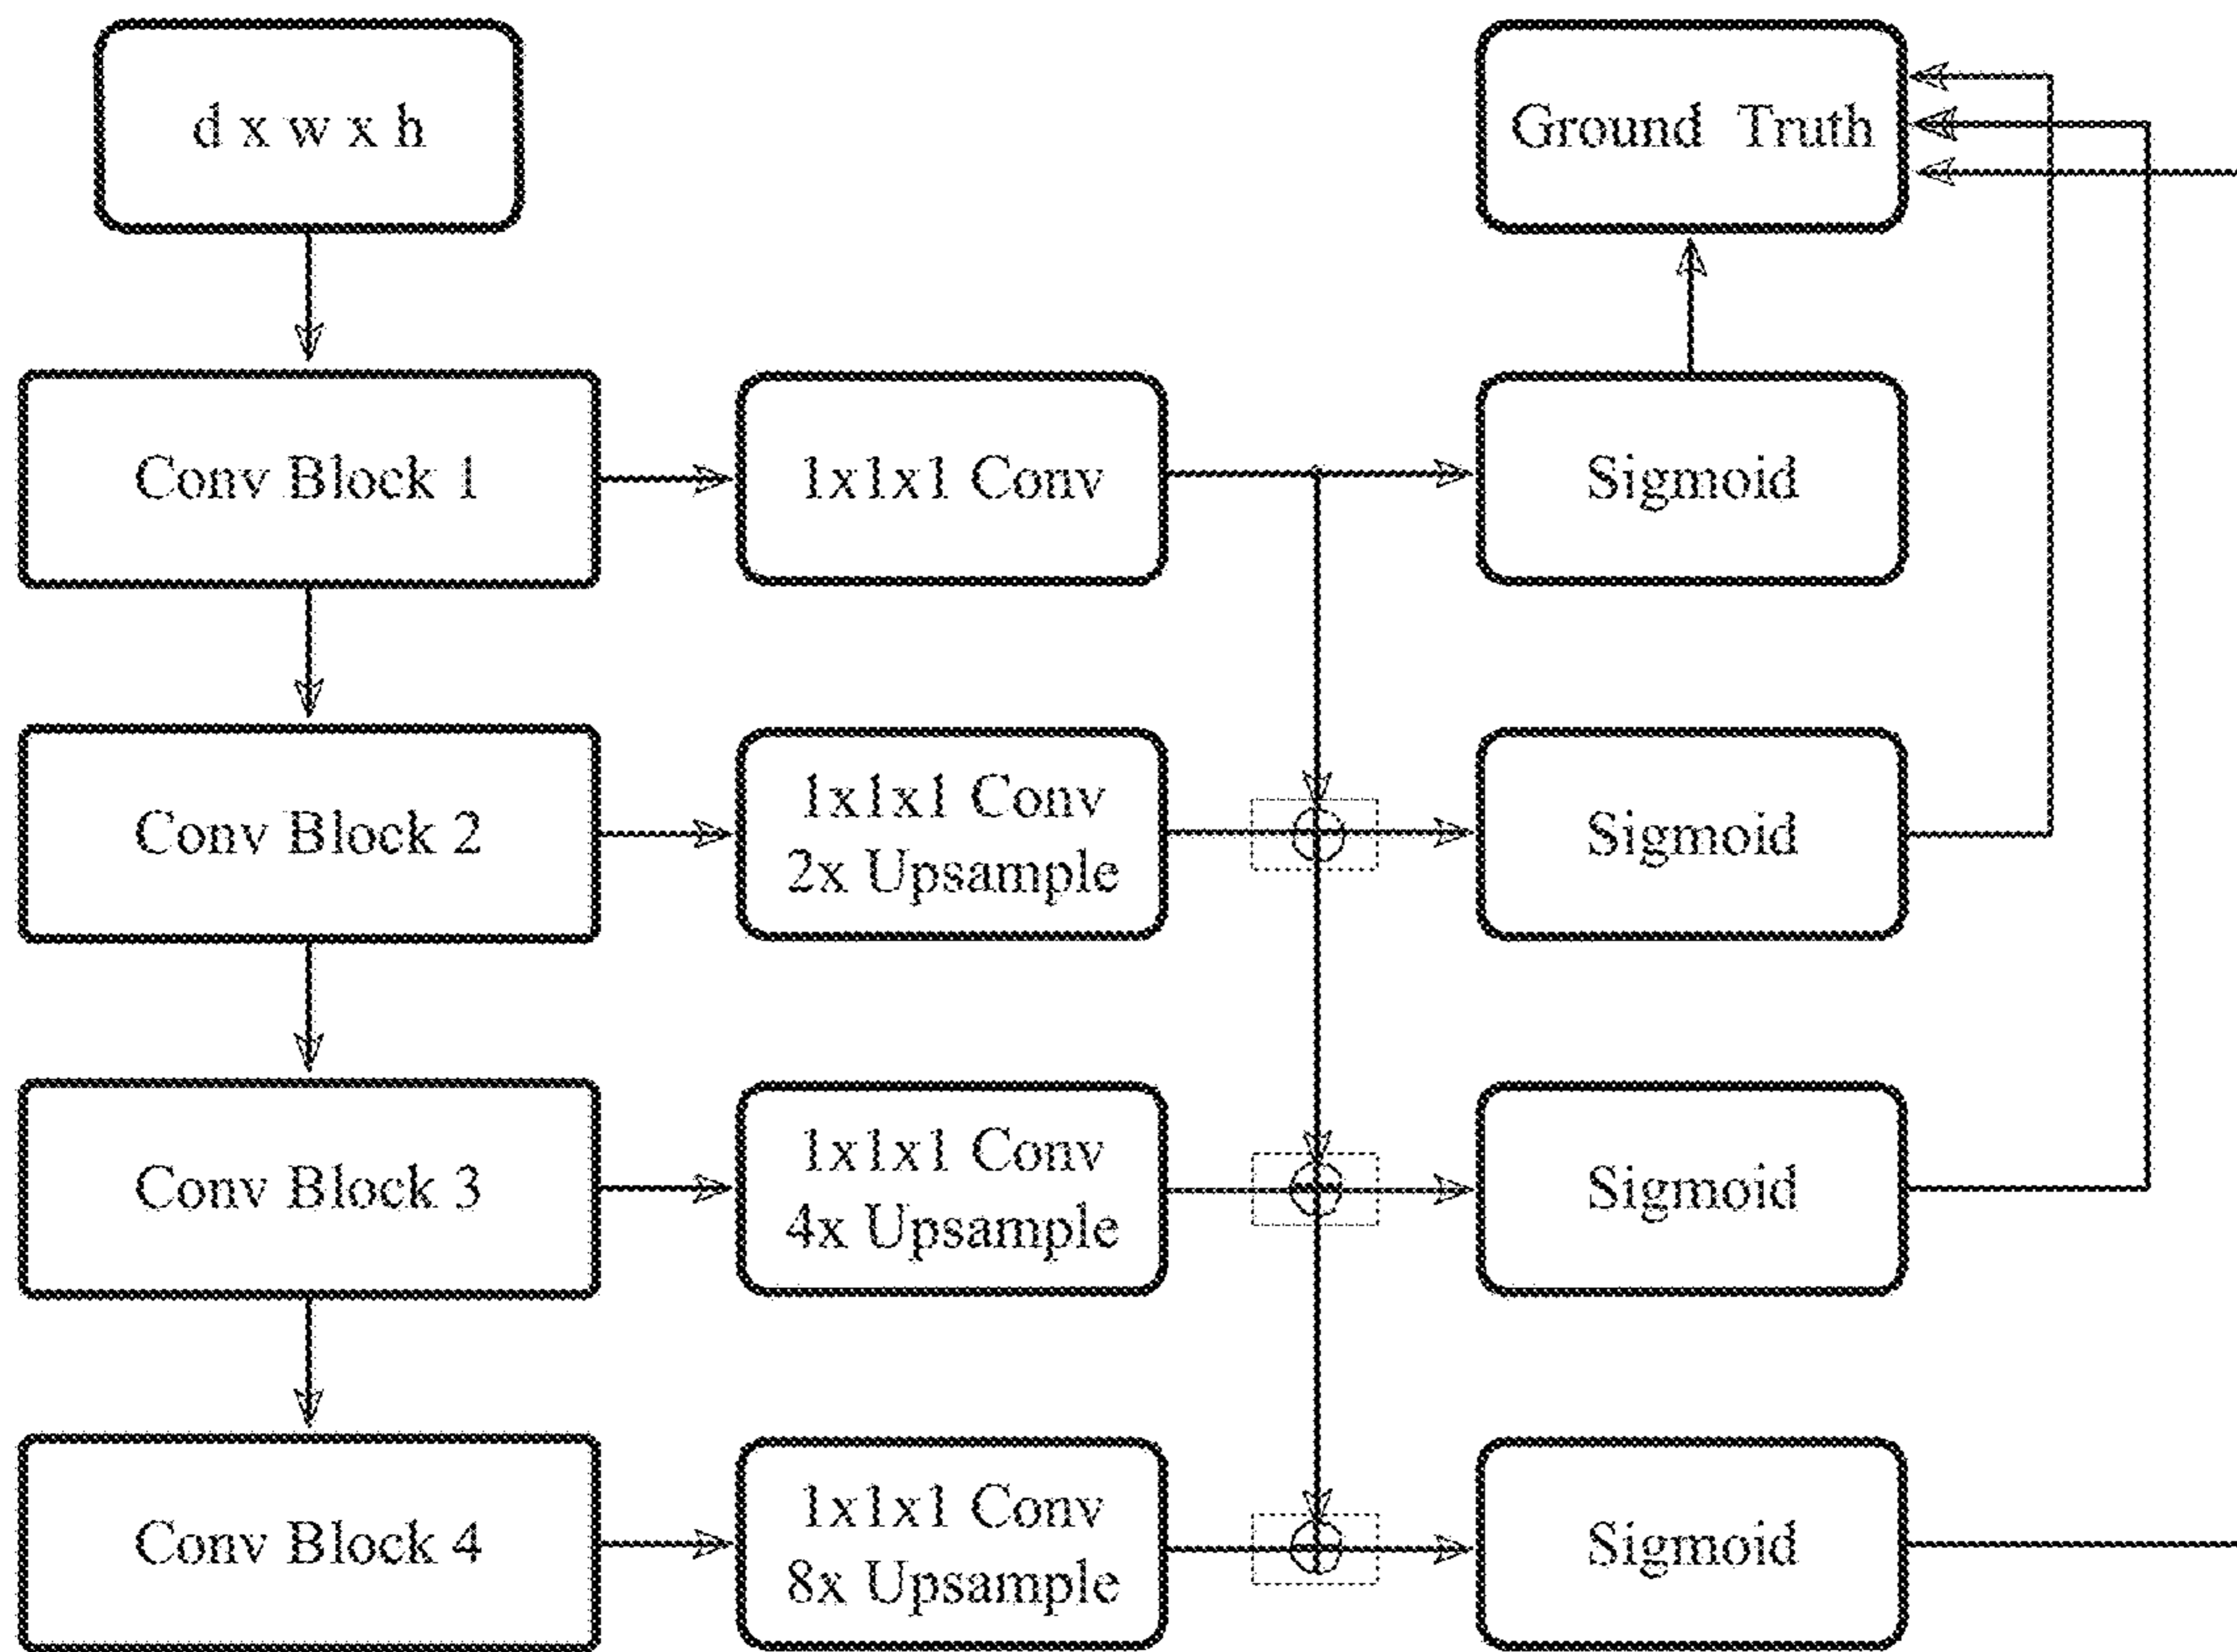 d x w x h
Ground Truth
Conv Block 1
1x1x1 Conv
Sigmoid
Conv Block 2
1x1x1 Conv
2x Upsample
Sigmoid
Conv Block 3
1x1x1 Conv
4x Upsample
Sigmoid
Conv Block 4
1x1x1 Conv
8x Upsample
Sigmoid